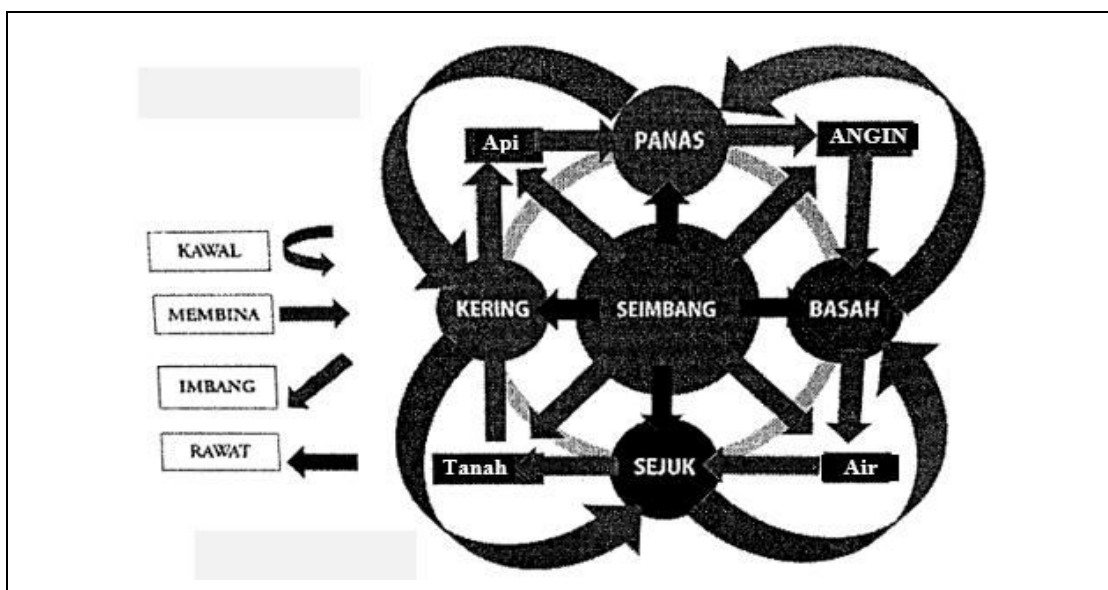 PANAS
Api
ANGIN
KAWAL
KERING
SEIMBANG
BASAH
MEMBINA
IMBANG
RAWAT
Tanah
SEJUK
Air